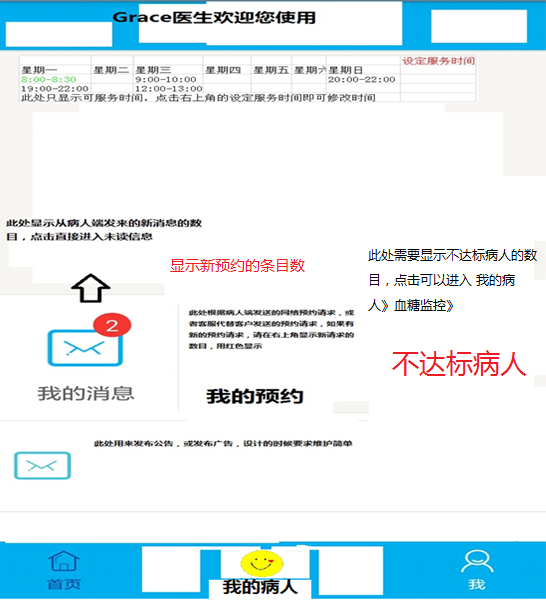 Grace医生欢迎您使用
设定服务时间
星期一 星期二 星期三 星期四 星期五 星期六 星期日
8:00-8:30 9:00-10:00 20:00-22:00
19:00-22:00 12:00-13:00
此处只显示可服务时间，点击右上角的设定服务时间即可修改时间
此处显示从病人端发来的新消息的数
目，点击直接进入未读信息
显示新预约的条目数
此处需要显示不达标病人的数
目，点击可以进入 我的病
人》血糖监控》
此处根据病人端发送的网络预约请求，或
者客服代替客户发送的预约请求，如果有
新的预约请求，请在右上角显示新请求的
数目，用红色显示
2
我的消息
我的预约
不达标病人
此处用来发布公告，或发布广告，设计的时候要求维护简单
首页
我的病人
我